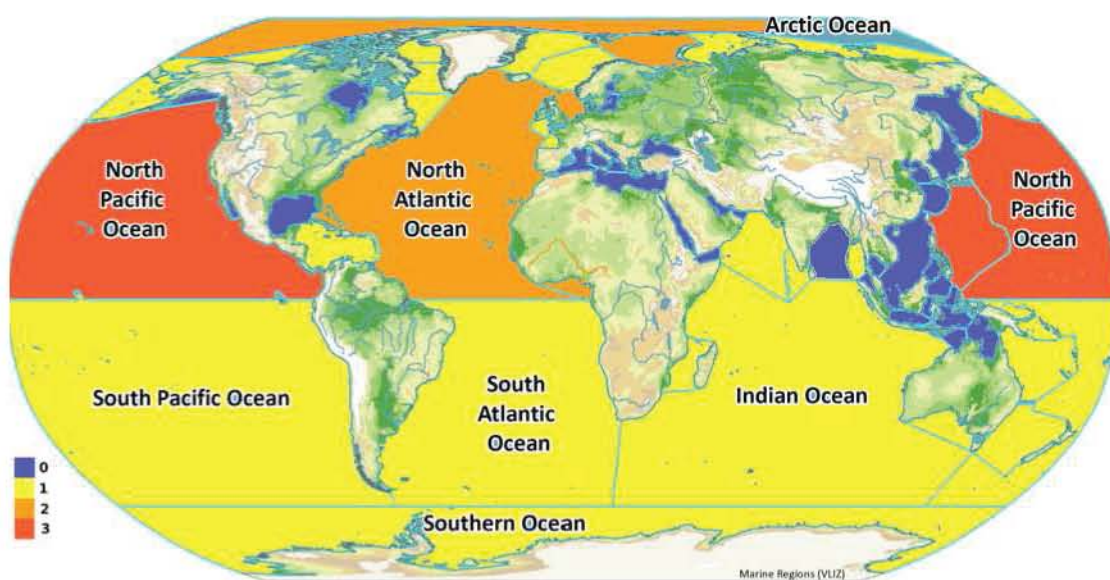 Arctic Ocean
North
Pacific
Ocean
North
Atlantic
Ocean
North
Pacific
Ocean
South Pacific Ocean
South
Atlantic
Ocean
Indian Ocean
0
1
2
3
Southern Ocean
Marine Regions (VLIZ)